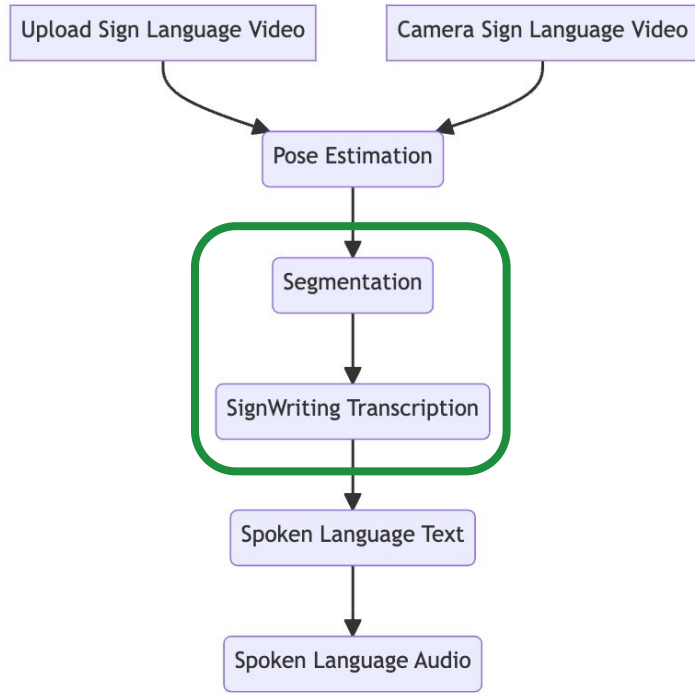 Upload Sign Language Video
Camera Sign Language Video
Pose Estimation
Segmentation
SignWriting Transcription
Spoken Language Text
Spoken Language Audio